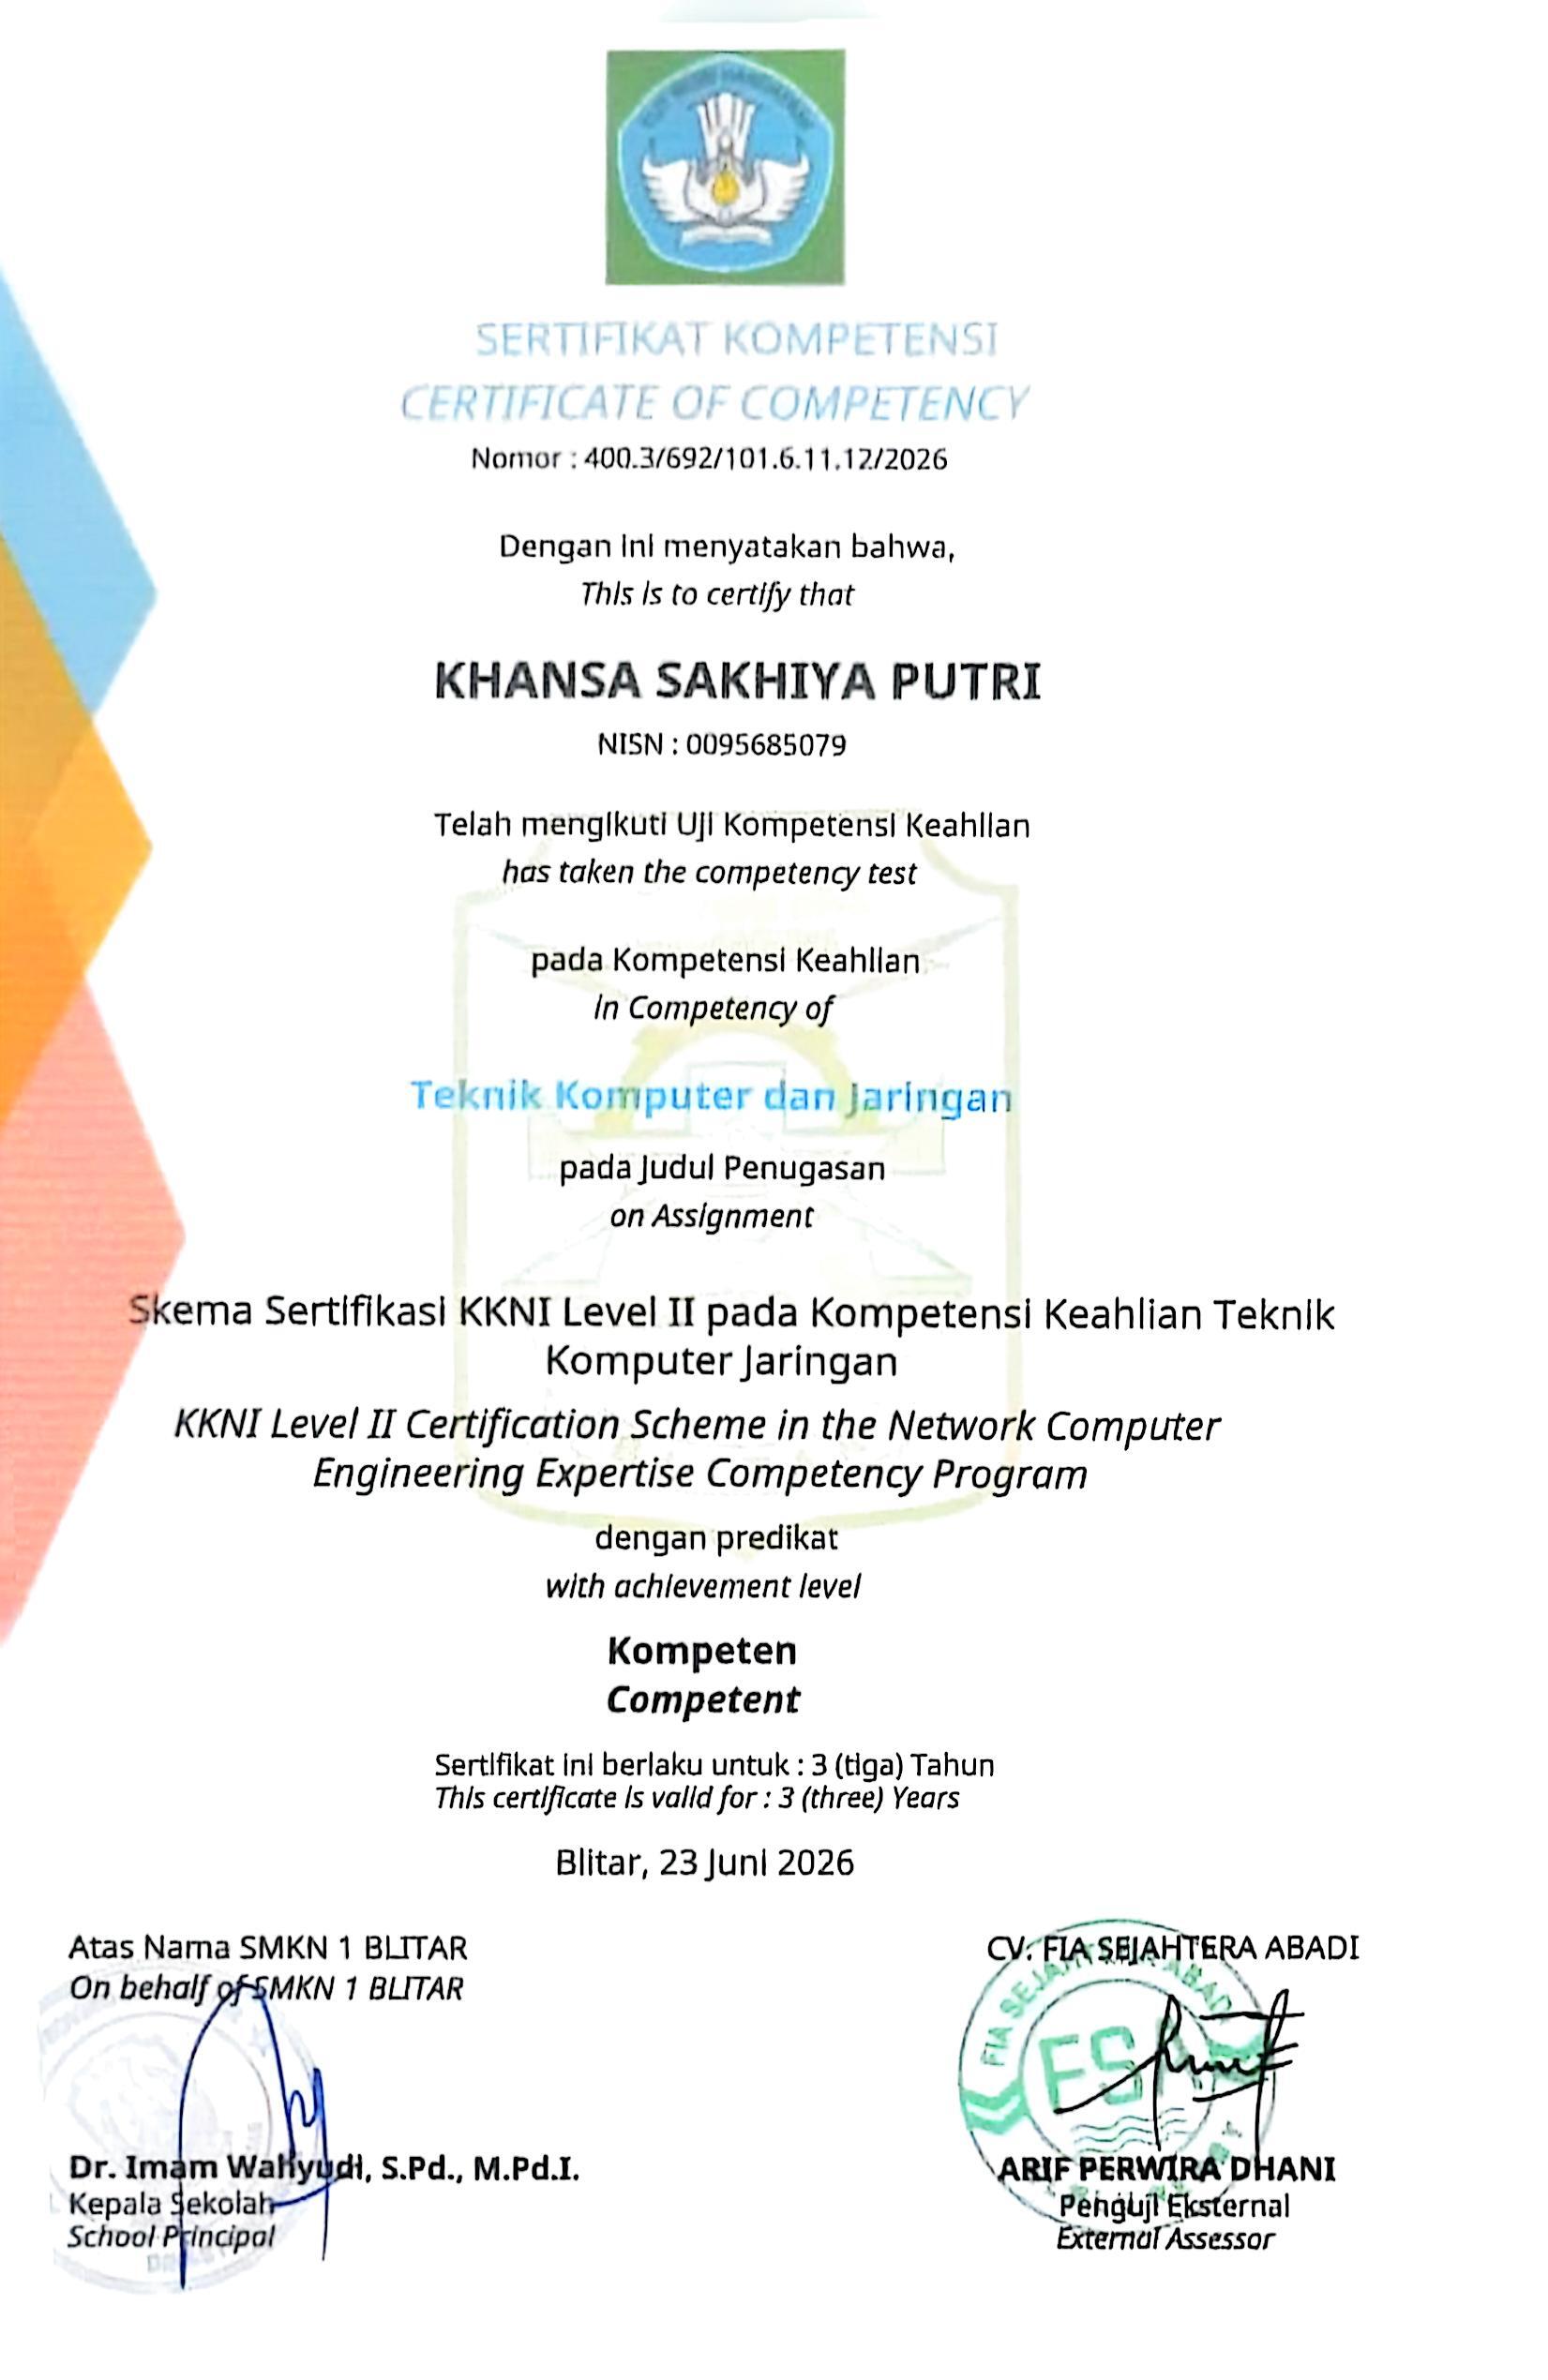 SERTIFIKAT KOMPETENSI
CERTIFICATE OF COMPETENCY
Nomor : 400.3/692/101.6.11.12/2026
Dengan ini menyatakan bahwa,
This is to certify that
KHANSA SAKHIYA PUTRI
NISN : 0095685079
Telah mengikuti Uji Kompetensi Keahlian
has taken the competency test
pada Kompetensi Keahlian
in Competency of
Teknik Komputer dan Jaringan
pada Judul Penugasan
on Assignment
Skema Sertifikasi KKNI Level II pada Kompetensi Keahlian Teknik
Komputer Jaringan
KKNI Level II Certification Scheme in the Network Computer
Engineering Expertise Competency Program
dengan predikat
with achievement level
Kompeten
Competent
Sertifikat ini berlaku untuk : 3 (tiga) Tahun
This certificate is valid for : 3 (three) Years
Blitar, 23 Juni 2026
Atas Nama SMKN 1 BLITAR
On behalf of SMKN 1 BLITAR
Dr. Imam Wahyudi, S.Pd., M.Pd.I.
Kepala Sekolah
School Principal
CV. FIA SEJAHTERA ABADI
FIA SEJAHTERA ABADI
FSA
ARIF PERWIRA DHANI
Penguji Eksternal
External Assessor